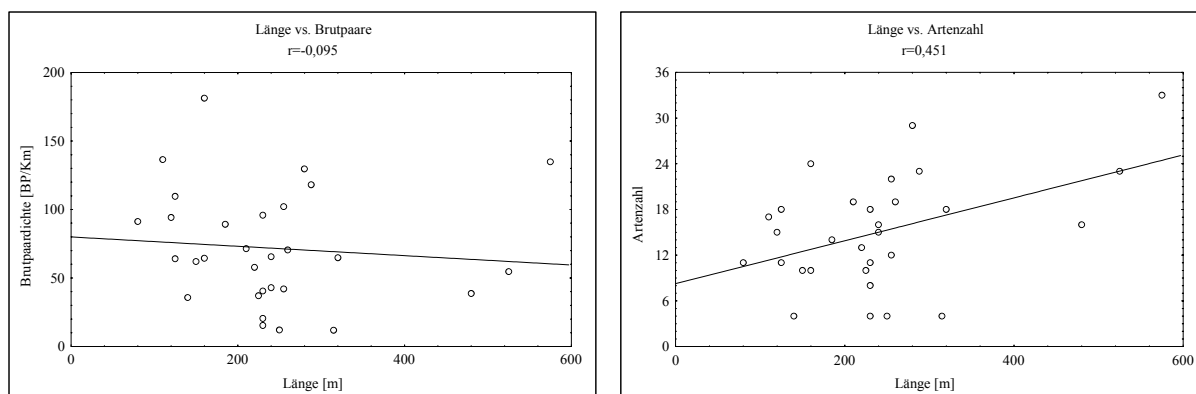 Länge vs. Brutpaare
r=-0,095
200
150
100
50
0
Brutpaardichte [BP/Km]
0 200 400 600
Länge [m]
Länge vs. Artenzahl
r=0,451
36
30
24
18
12
6
0
Artenzahl
0 200 400 600
Länge [m]